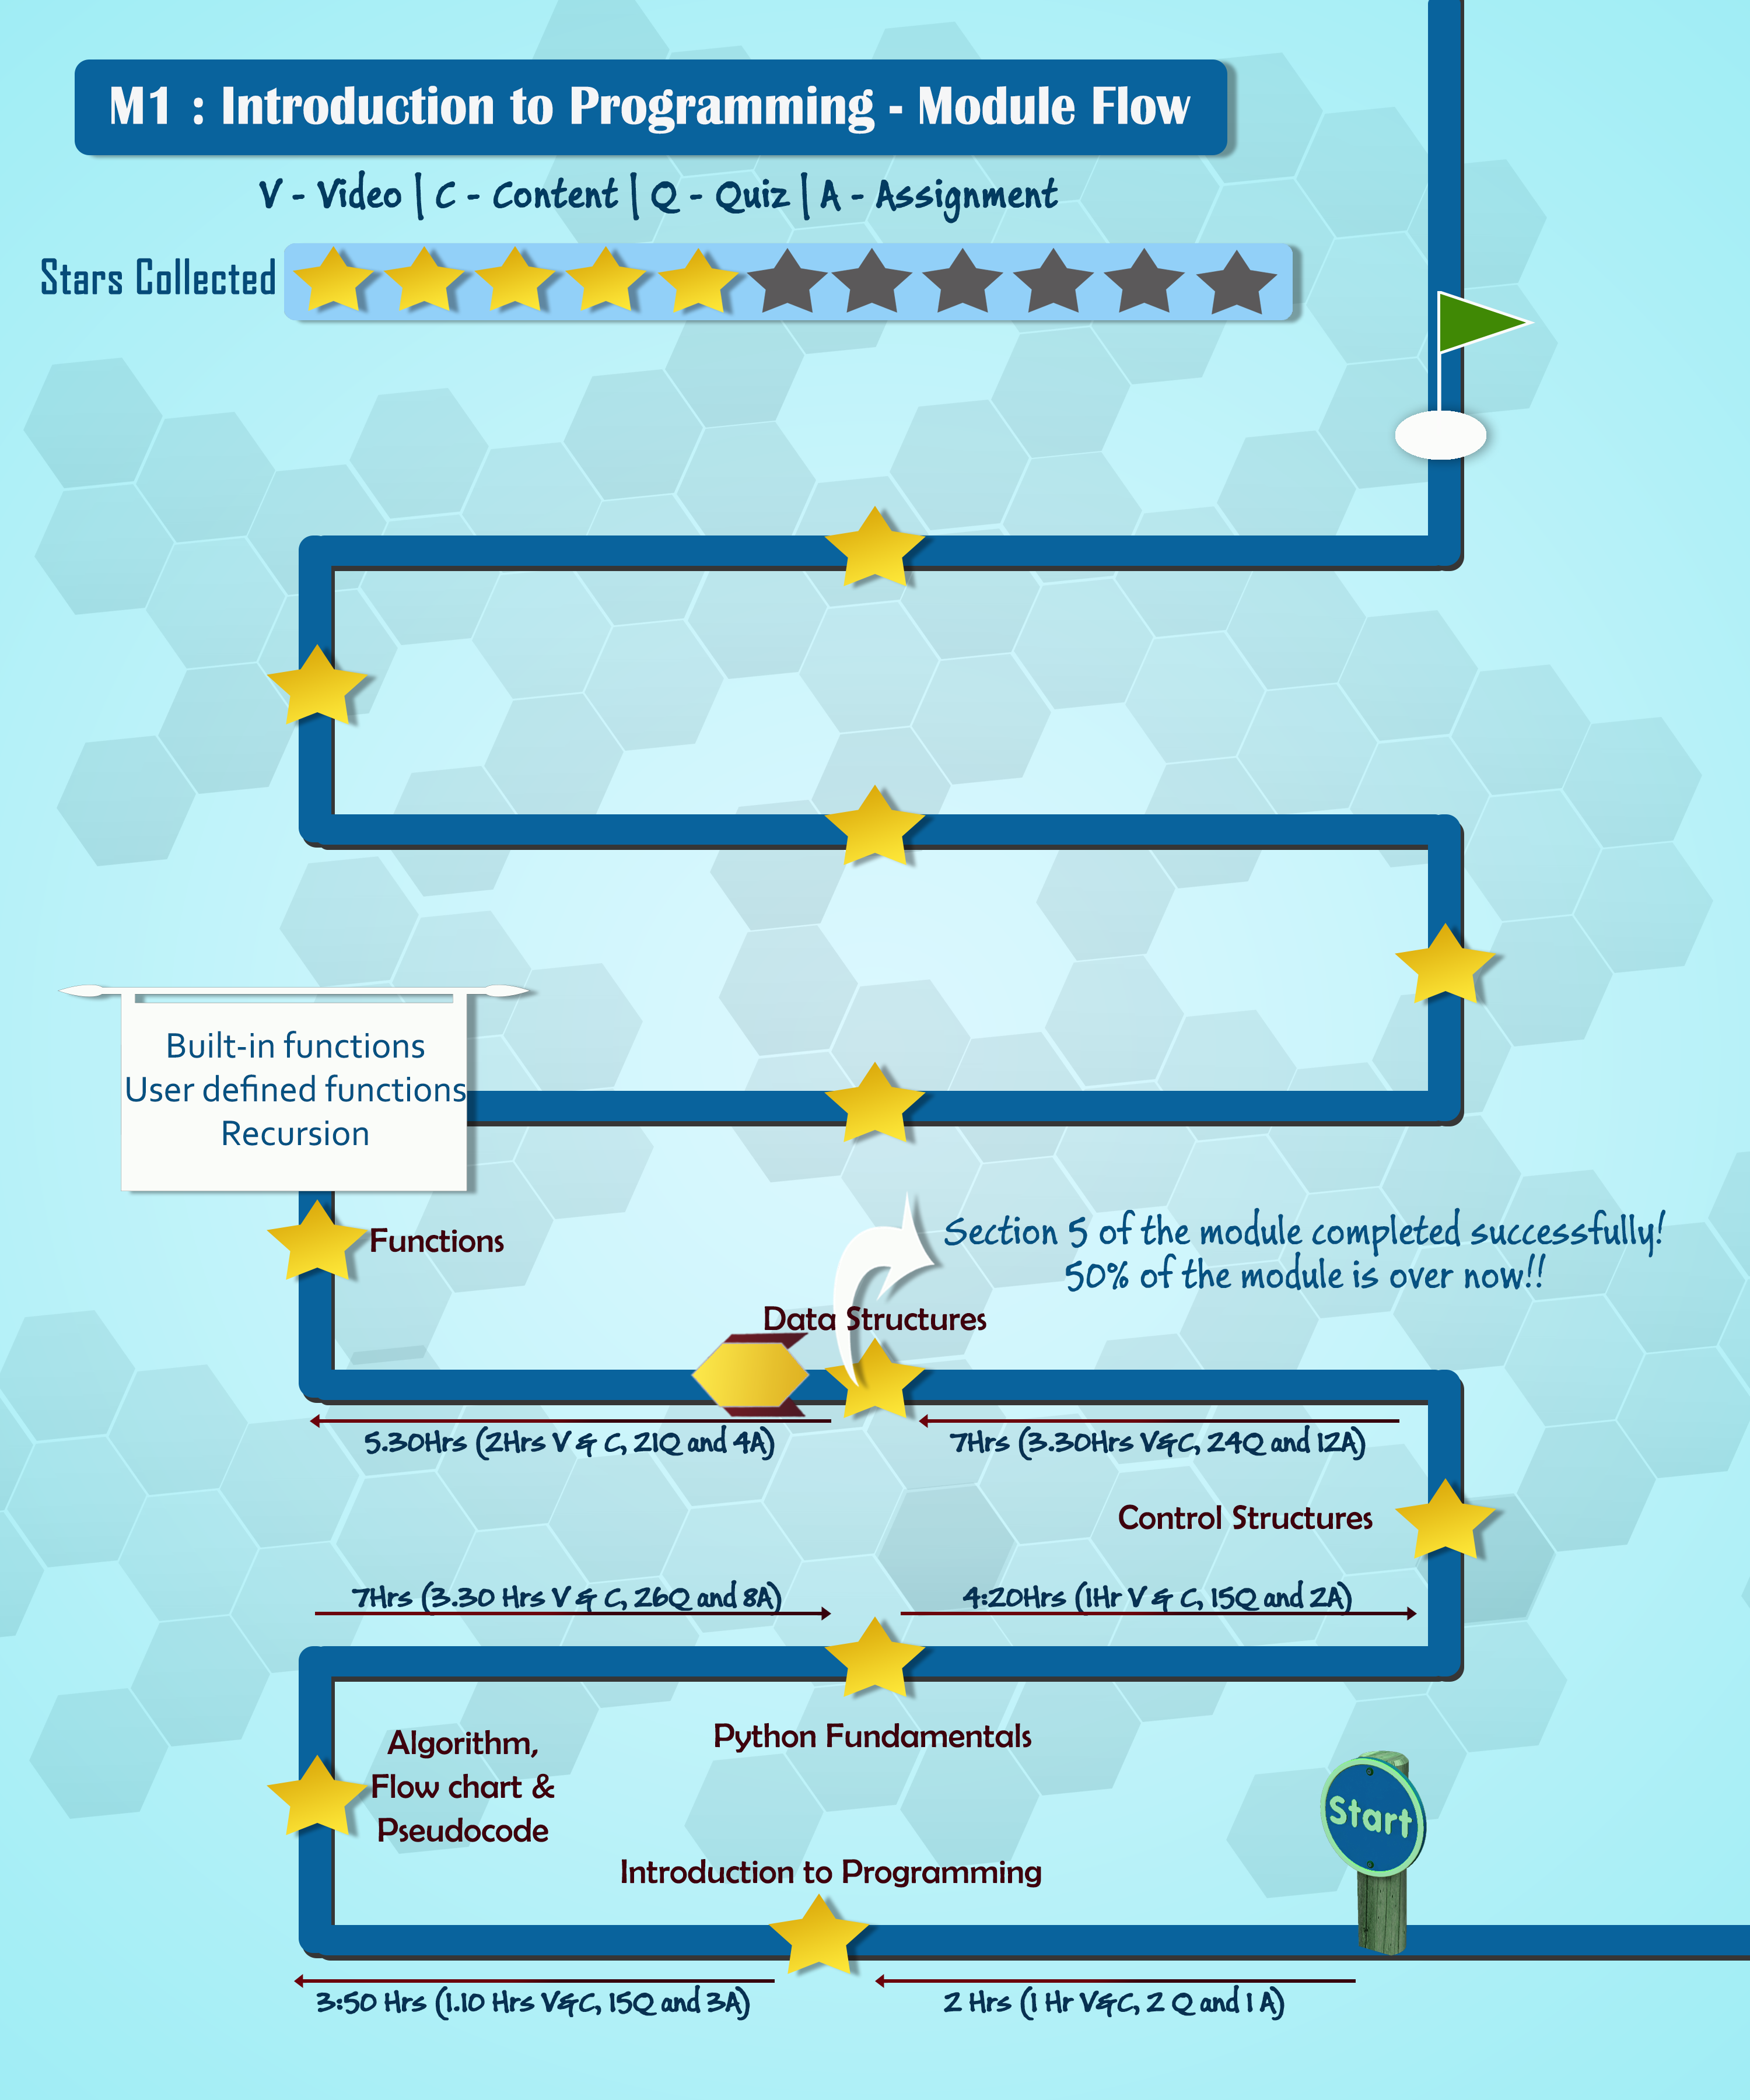 M1 : Introduction to Programming - Module Flow
V - Video | C - Content | Q - Quiz | A - Assignment
Stars Collected
Built-in functions
User defined functions
Recursion
Functions
Section 5 of the module completed successfully!
50% of the module is over now!!
Data Structures
5.30Hrs (2Hrs V & C, 21Q and 4A)
7Hrs (3.30Hrs V&C, 24Q and 12A)
Control Structures
7Hrs (3.30 Hrs V & C, 26Q and 8A)
4:20Hrs (1Hr V & C, 15Q and 2A)
Python Fundamentals
Algorithm,
Flow chart &
Pseudocode
Start
Introduction to Programming
3:50 Hrs (1.10 Hrs V&C, 15Q and 3A)
2 Hrs (1 Hr V&C, 2 Q and 1 A)